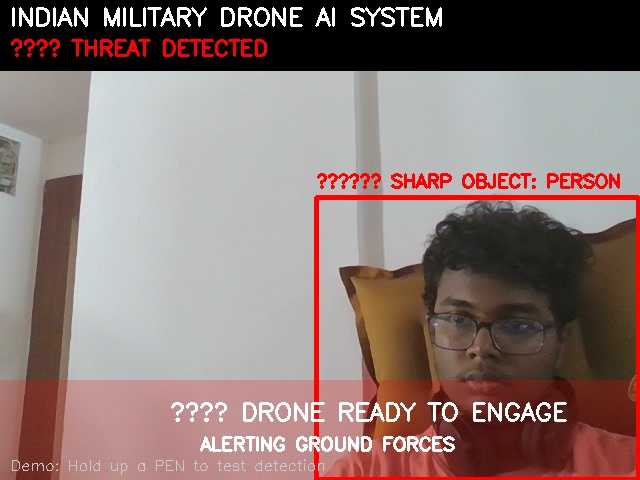 INDIAN MILITARY DRONE AI SYSTEM
???? THREAT DETECTED
?????? SHARP OBJECT: PERSON
???? DRONE READY TO ENGAGE
ALERTING GROUND FORCES
Demo: Hold up a PEN to test detection